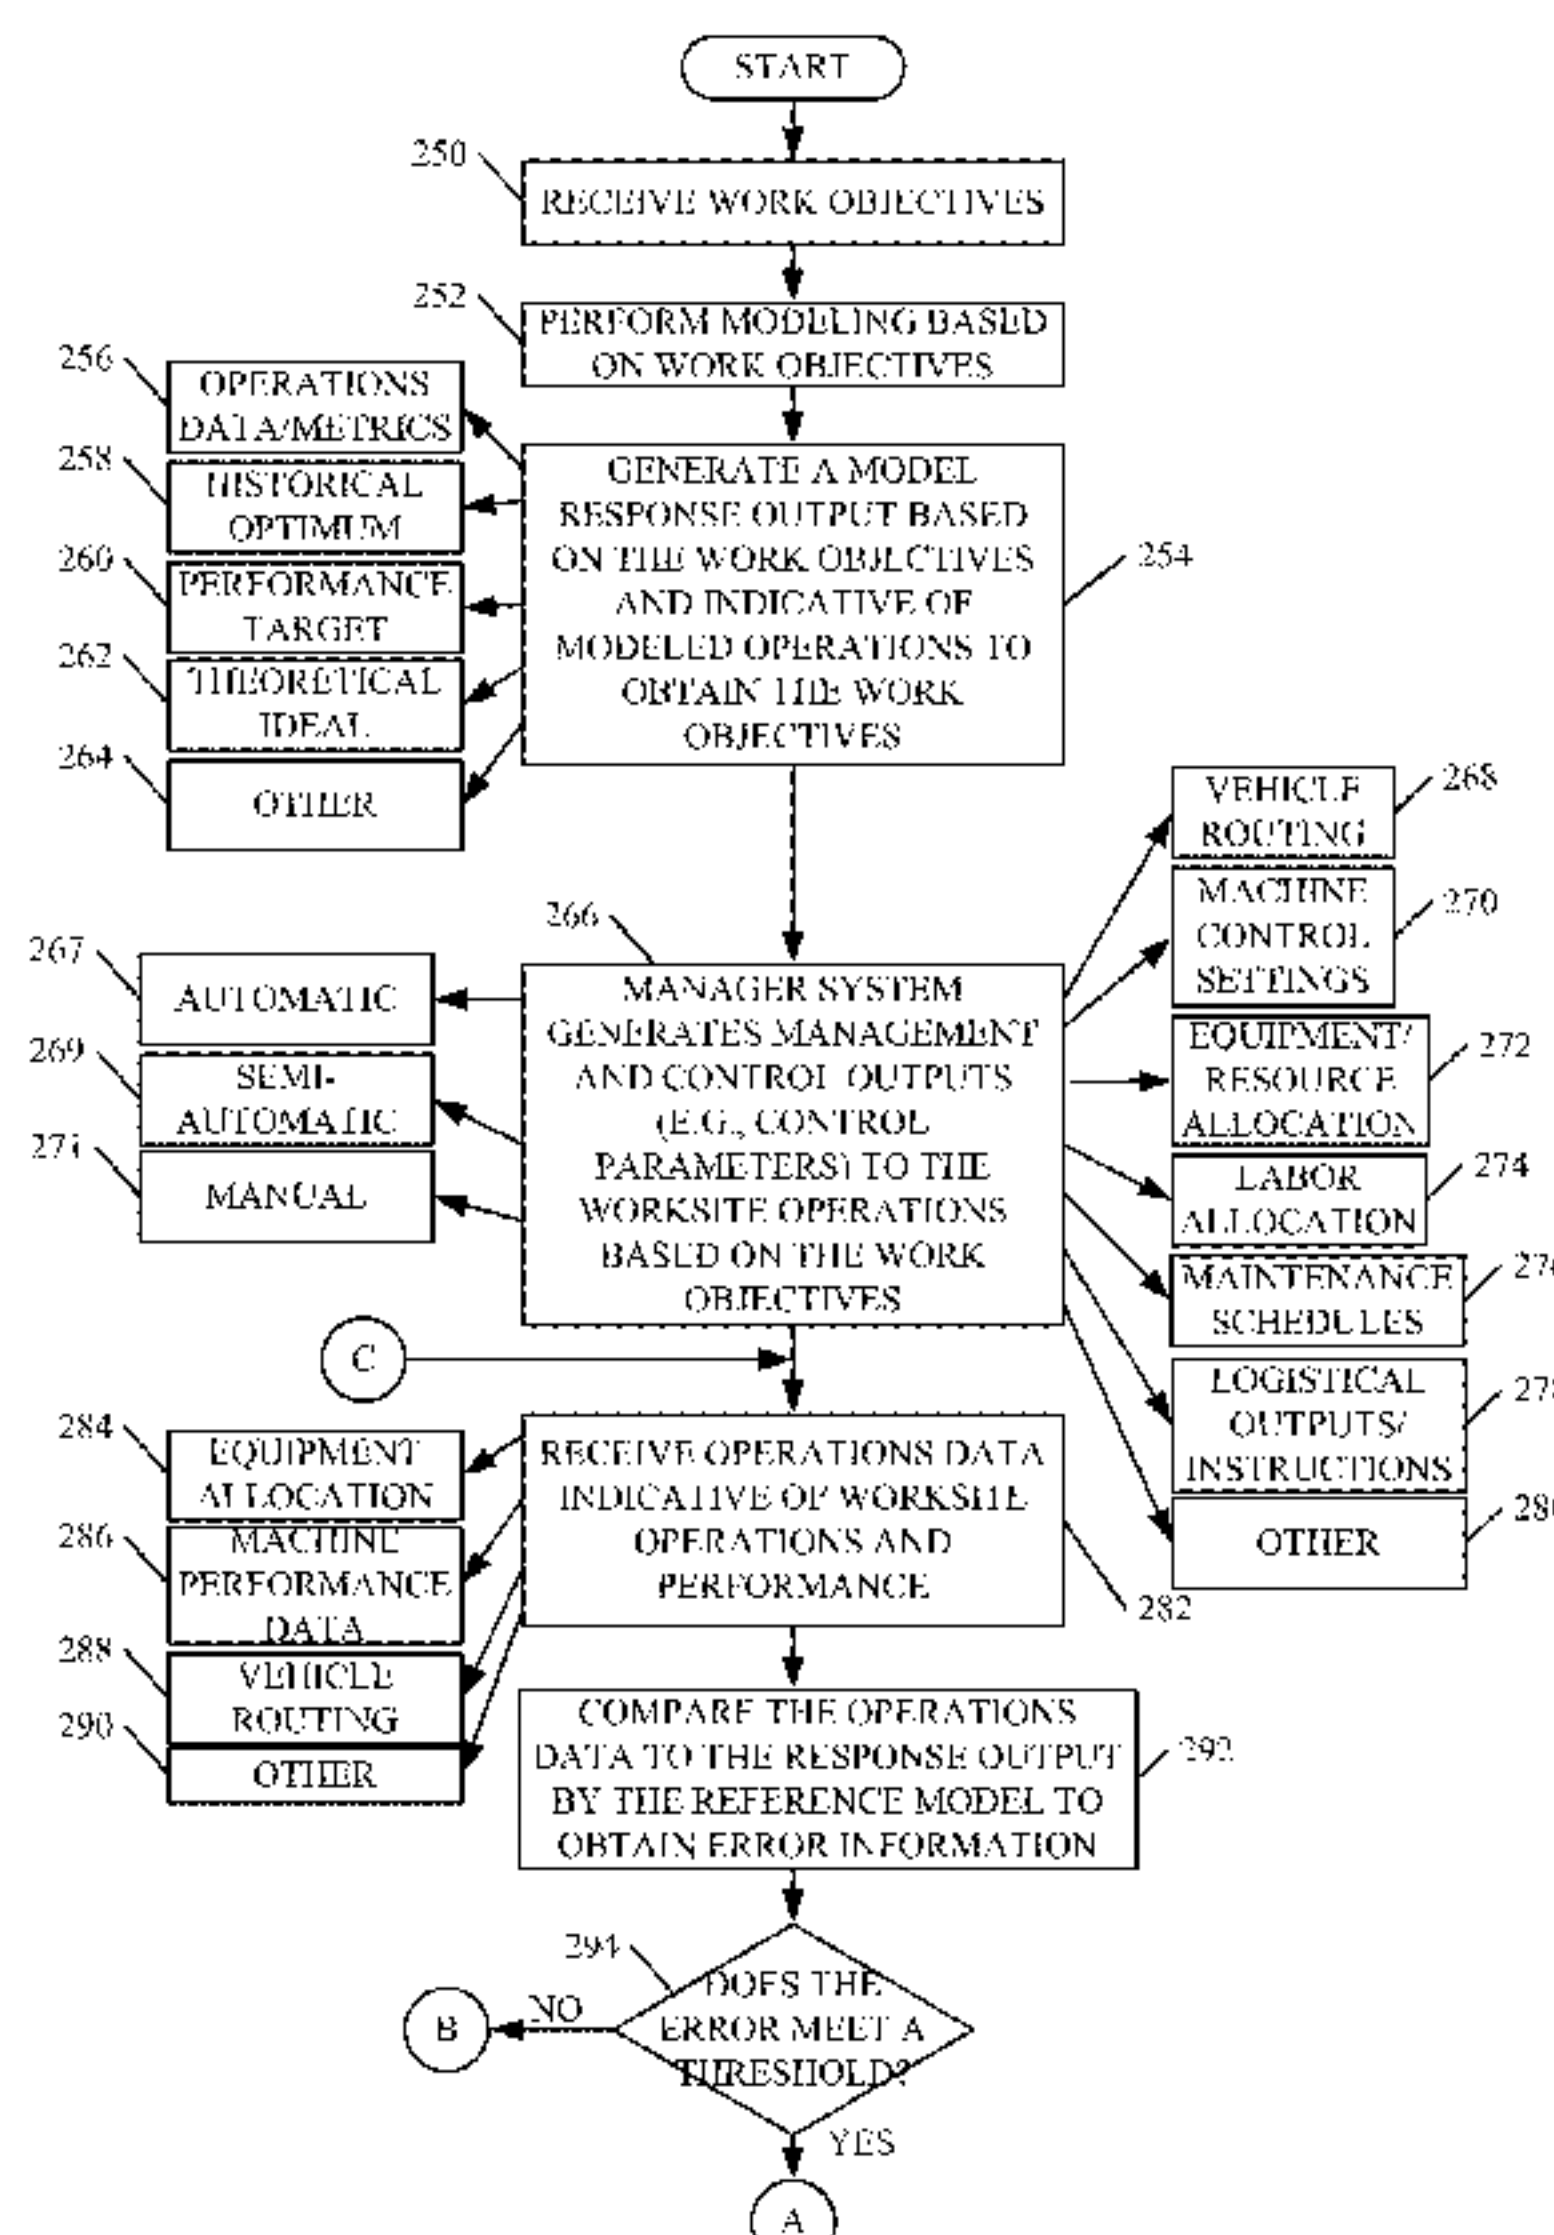 START
250
RECEIVE WORK OBJECTIVES
252
PERFORM MODELING BASED
ON WORK OBJECTIVES
256
OPERATIONS
DATA/METRICS
258
HISTORICAL
OPTIMUM
260
PERFORMANCE
TARGET
262
THEORETICAL
IDEAL
264
OTHER
GENERATE A MODEL
RESPONSE OUTPUT BASED
ON THE WORK OBJECTIVES
AND INDICATIVE OF
MODELED OPERATIONS TO
OBTAIN THE WORK
OBJECTIVES
254
266
267
AUTOMATIC
269
SEMI-
AUTOMATIC
271
MANUAL
MANAGER SYSTEM
GENERATES MANAGEMENT
AND CONTROL OUTPUTS
(E.G., CONTROL
PARAMETERS) TO THE
WORKSITE OPERATIONS
BASED ON THE WORK
OBJECTIVES
VEHICLE
ROUTING
268
MACHINE
CONTROL
SETTINGS
270
EQUIPMENT/
RESOURCE
ALLOCATION
272
LABOR
ALLOCATION
274
MAINTENANCE
SCHEDULES
LOGISTICAL
OUTPUTS/
INSTRUCTIONS
OTHER
C
284
EQUIPMENT
ALLOCATION
286
MACHINE
PERFORMANCE
DATA
288
VEHICLE
ROUTING
290
OTHER
RECEIVE OPERATIONS DATA
INDICATIVE OF WORKSITE
OPERATIONS AND
PERFORMANCE
282
COMPARE THE OPERATIONS
DATA TO THE RESPONSE OUTPUT
BY THE REFERENCE MODEL TO
OBTAIN ERROR INFORMATION
292
294
DOES THE
ERROR MEET A
THRESHOLD?
NO
B
YES
A